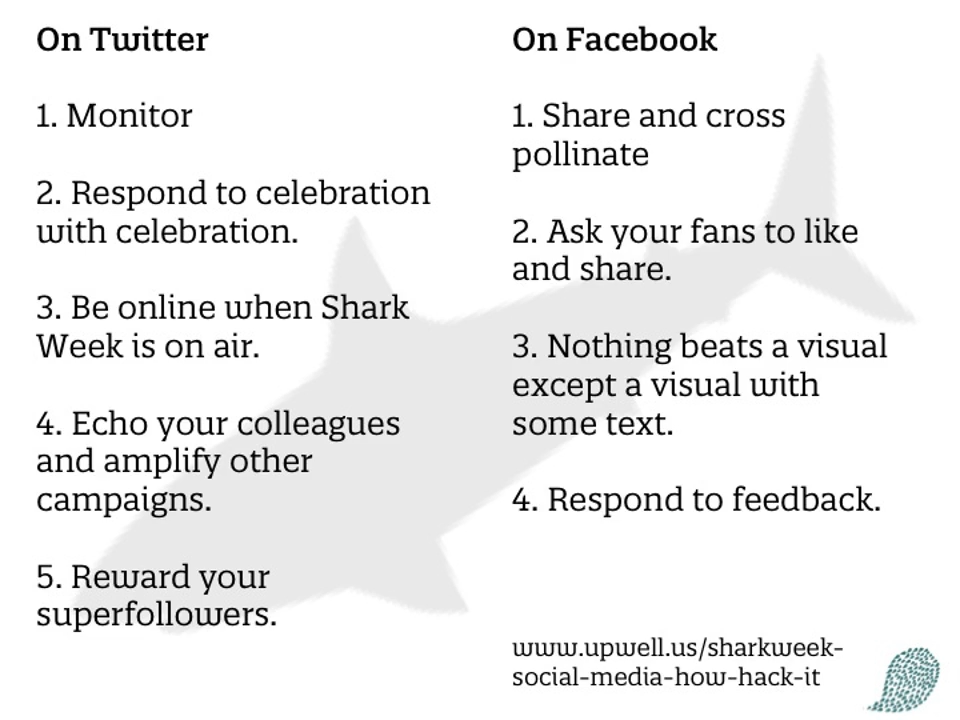 On Twitter
1. Monitor
2. Respond to celebration
with celebration.
3. Be online when Shark
Week is on air.
4. Echo your colleagues
and amplify other
campaigns.
5. Reward your
superfollowers.
On Facebook
1. Share and cross
pollinate
2. Ask your fans to like
and share.
3. Nothing beats a visual
except a visual with
some text.
4. Respond to feedback.
www.upwell.us/sharkweek-
social-media-how-hack-it